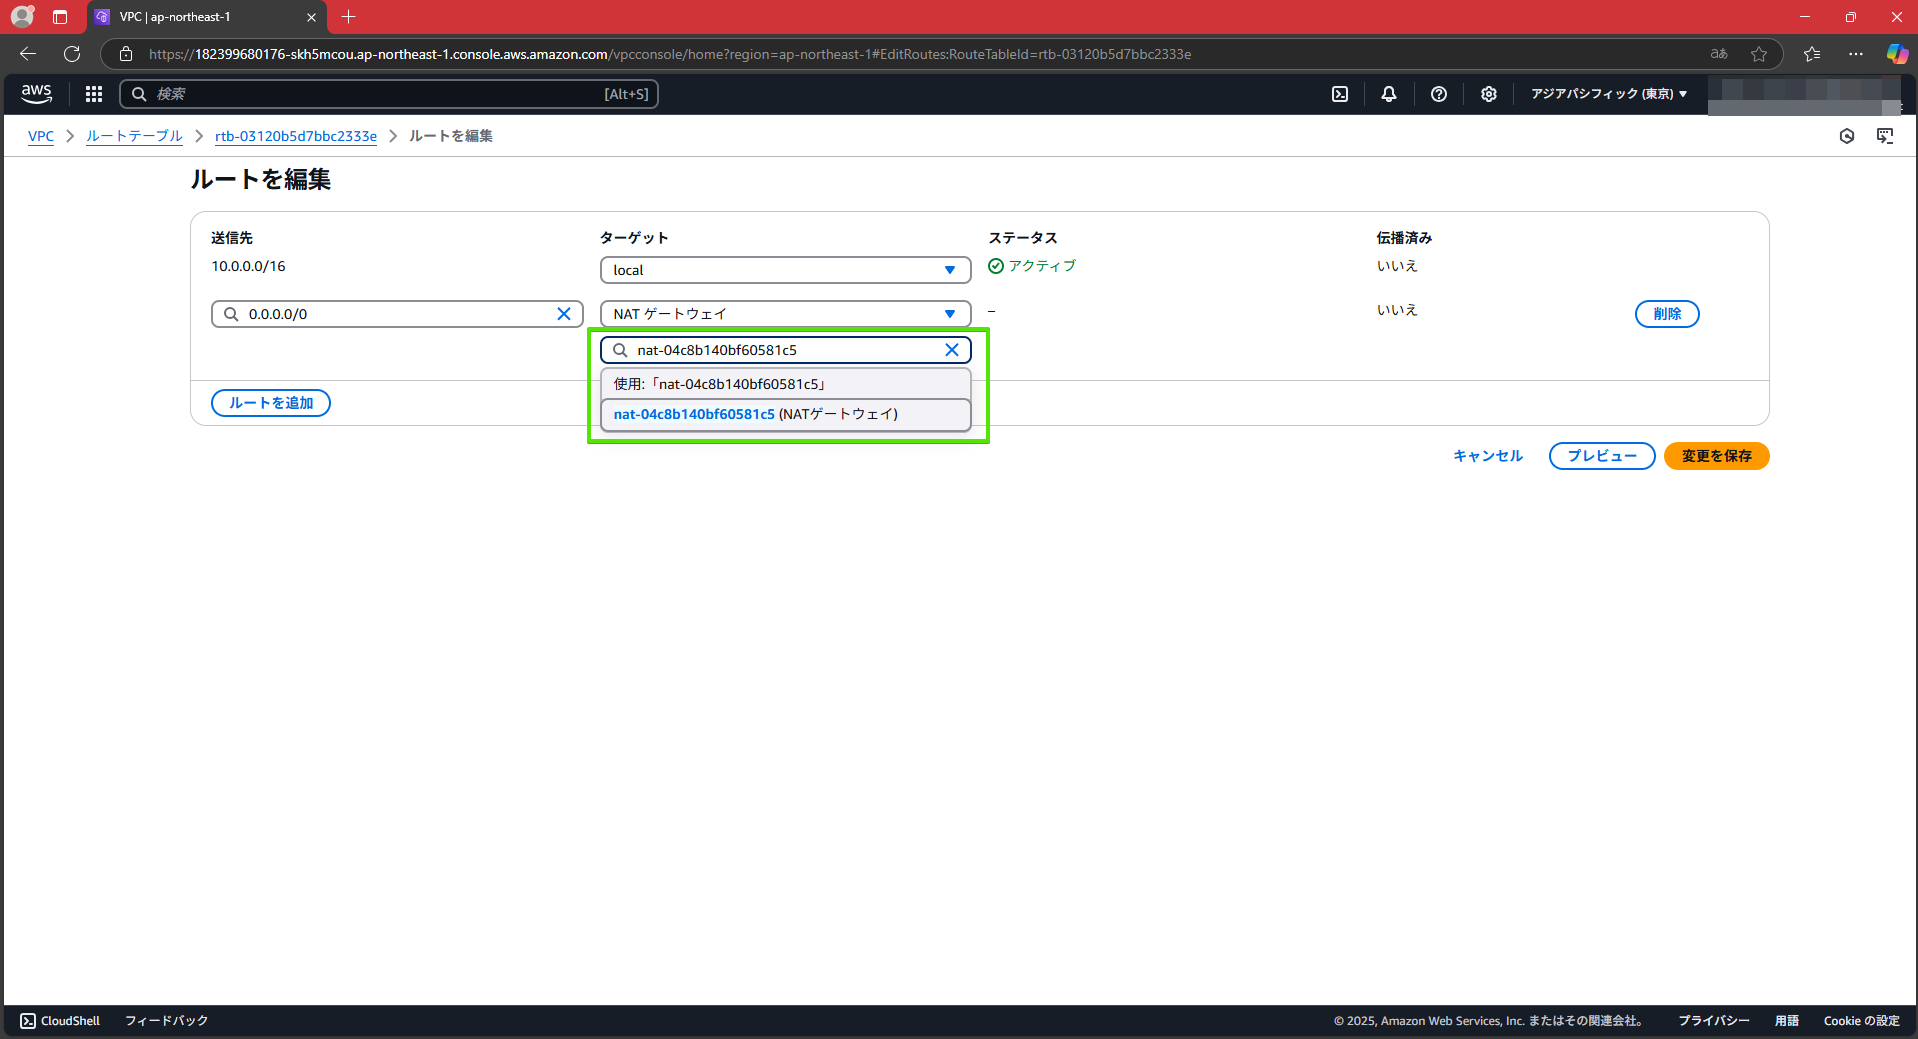 VPC | ap-northeast-1
https://182399680176-skh5mcou.ap-northeast-1.console.aws.amazon.com/vpcconsole/home?region=ap-northeast-1#EditRoutes:RouteTableId=rtb-03120b5d7bbc2333e
aあ
aws
検索
[Alt+S]
アジアパシフィック (東京)
VPC
ルートテーブル
rtb-03120b5d7bbc2333e
ルートを編集
ルートを編集
送信先 ターゲット ステータス 伝播済み
10.0.0.0/16 local アクティブ いいえ
0.0.0.0/0 NAT ゲートウェイ – いいえ 削除
nat-04c8b140bf60581c5
使用:「nat-04c8b140bf60581c5」
nat-04c8b140bf60581c5 (NATゲートウェイ)
ルートを追加
キャンセル プレビュー 変更を保存
CloudShell フィードバック © 2025, Amazon Web Services, Inc. またはその関連会社。 プライバシー 用語 Cookie の設定